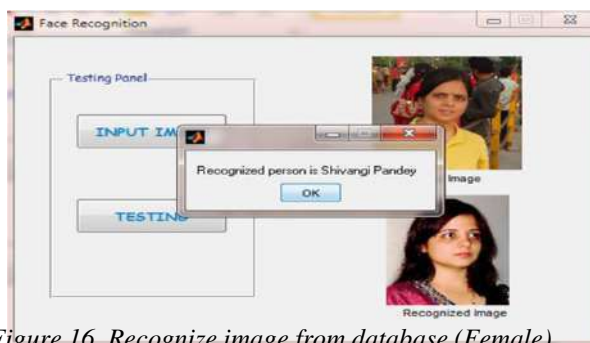 Face Recognition
Testing Panel
INPUT IM
Recognized person is Shivangi Pandey
OK
Image
TESTING
Recognized Image
Figure 16. Recognize image from database (Female)